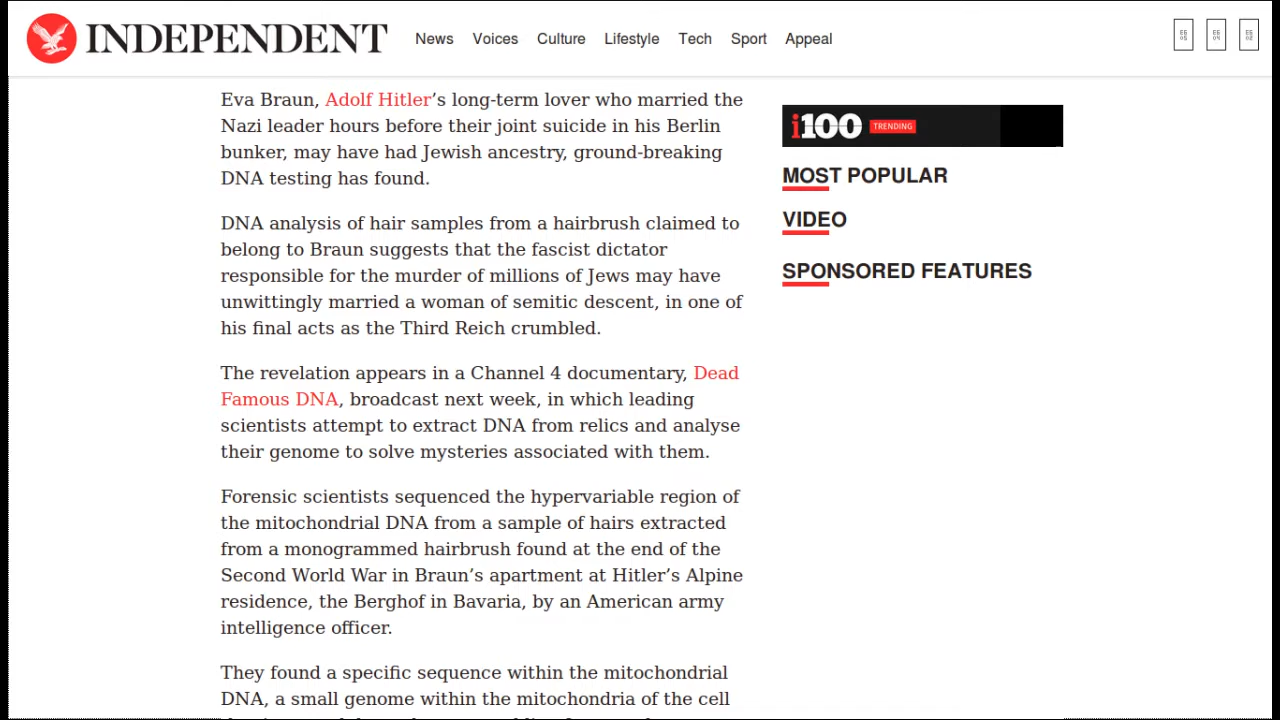 INDEPENDENT
News Voices Culture Lifestyle Tech Sport Appeal
Eva Braun, Adolf Hitler’s long-term lover who married the
Nazi leader hours before their joint suicide in his Berlin
bunker, may have had Jewish ancestry, ground-breaking
DNA testing has found.
DNA analysis of hair samples from a hairbrush claimed to
belong to Braun suggests that the fascist dictator
responsible for the murder of millions of Jews may have
unwittingly married a woman of semitic descent, in one of
his final acts as the Third Reich crumbled.
The revelation appears in a Channel 4 documentary, Dead
Famous DNA, broadcast next week, in which leading
scientists attempt to extract DNA from relics and analyse
their genome to solve mysteries associated with them.
Forensic scientists sequenced the hypervariable region of
the mitochondrial DNA from a sample of hairs extracted
from a monogrammed hairbrush found at the end of the
Second World War in Braun’s apartment at Hitler’s Alpine
residence, the Berghof in Bavaria, by an American army
intelligence officer.
They found a specific sequence within the mitochondrial
DNA, a small genome within the mitochondria of the cell
i100 TRENDING
MOST POPULAR
VIDEO
SPONSORED FEATURES